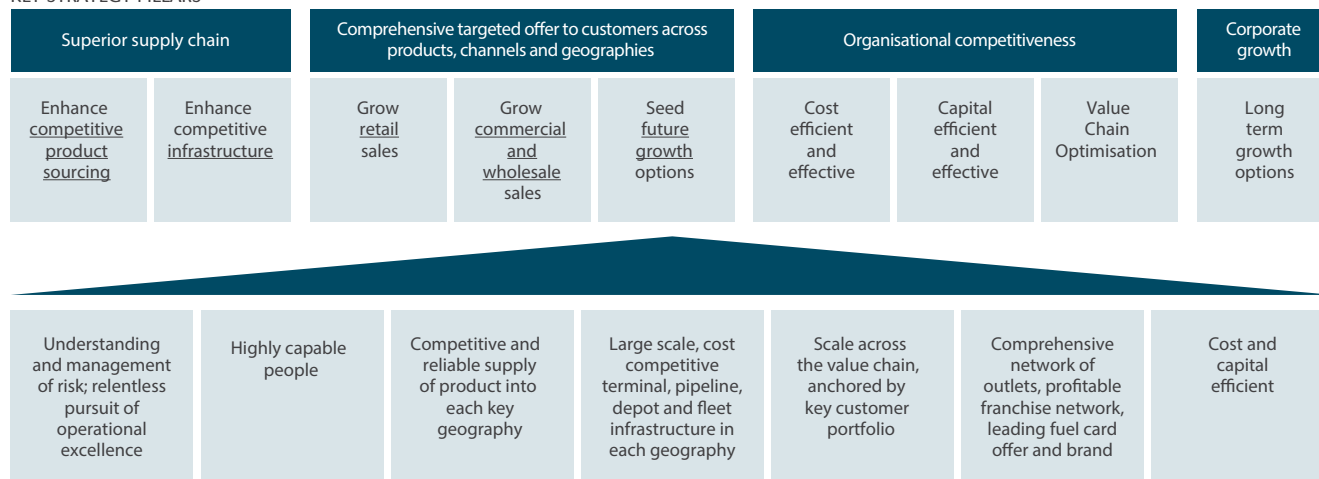 KEY STRATEGY PILLARS
Superior supply chain
Comprehensive targeted offer to customers across
products, channels and geographies
Organisational competitiveness
Corporate
growth
Enhance
competitive
product
sourcing
Enhance
competitive
infrastructure
Grow
retail
sales
Grow
commercial
and
wholesale
sales
Seed
future
growth
options
Cost
efficient
and
effective
Capital
efficient
and
effective
Value
Chain
Optimisation
Long
term
growth
options
Understanding
and management
of risk; relentless
pursuit of
operational
excellence
Highly capable
people
Competitive and
reliable supply
of product into
each key
geography
Large scale, cost
competitive
terminal, pipeline,
depot and fleet
infrastructure in
each geography
Scale across
the value chain,
anchored by
key customer
portfolio
Comprehensive
network of
outlets, profitable
franchise network,
leading fuel card
offer and brand
Cost and
capital
efficient